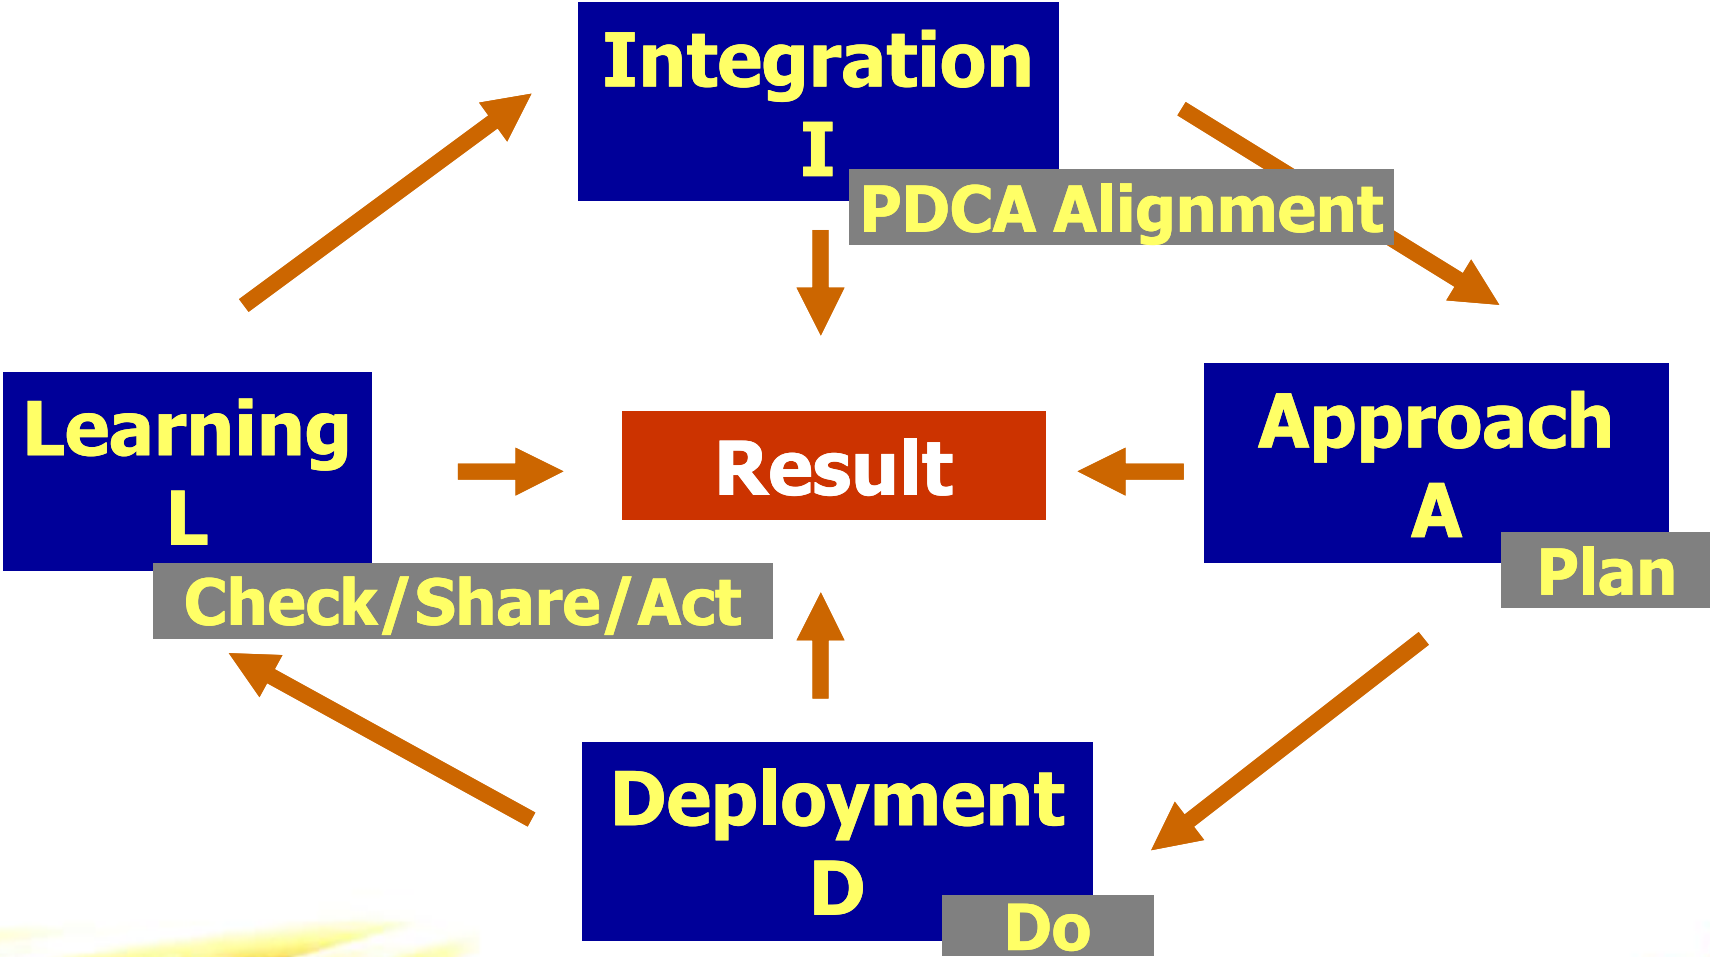 Integration
I
PDCA Alignment
Learning
L
Check/Share/Act
Result
Approach
A
Plan
Deployment
D
Do